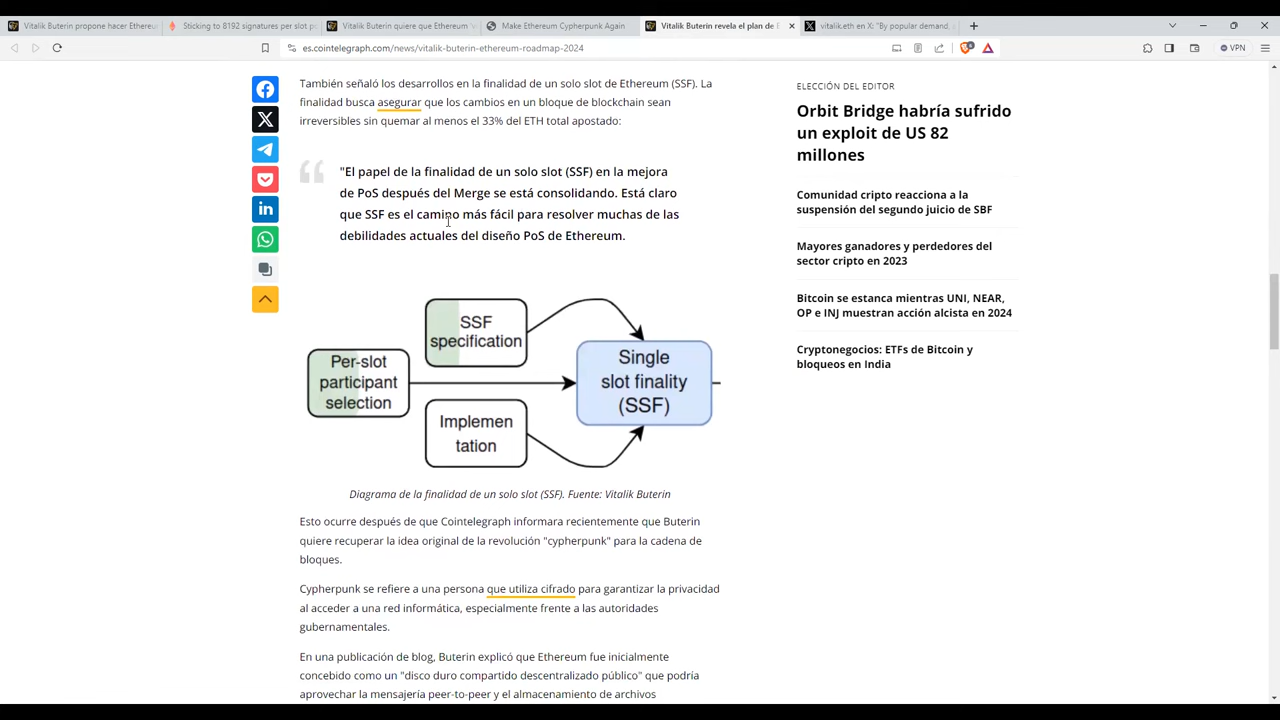 Vitalik Buterin propone hacer Ethereu
Sticking to 8192 signatures per slot p
Vitalik Buterin quiere que Ethereum "v
Make Ethereum Cypherpunk Again
Vitalik Buterin revela el plan de E
vitalik.eth en X: "By popular demand,
es.cointelegraph.com/news/vitalik-buterin-ethereum-roadmap-2024
VPN
También señaló los desarrollos en la finalidad de un solo slot de Ethereum (SSF). La
finalidad busca asegurar que los cambios en un bloque de blockchain sean
irreversibles sin quemar al menos el 33% del ETH total apostado:
"El papel de la finalidad de un solo slot (SSF) en la mejora
de PoS después del Merge se está consolidando. Está claro
que SSF es el camino más fácil para resolver muchas de las
debilidades actuales del diseño PoS de Ethereum.
SSF
specification
Per-slot
participant
selection
Implemen
tation
Single
slot finality
(SSF)
Diagrama de la finalidad de un solo slot (SSF). Fuente: Vitalik Buterin
Esto ocurre después de que Cointelegraph informara recientemente que Buterin
quiere recuperar la idea original de la revolución "cypherpunk" para la cadena de
bloques.
Cypherpunk se refiere a una persona que utiliza cifrado para garantizar la privacidad
al acceder a una red informática, especialmente frente a las autoridades
gubernamentales.
En una publicación de blog, Buterin explicó que Ethereum fue inicialmente
concebido como un "disco duro compartido descentralizado público" que podría
aprovechar la mensajería peer-to-peer y el almacenamiento de archivos
ELECCIÓN DEL EDITOR
Orbit Bridge habría sufrido
un exploit de US 82
millones
Comunidad cripto reacciona a la
suspensión del segundo juicio de SBF
Mayores ganadores y perdedores del
sector cripto en 2023
Bitcoin se estanca mientras UNI, NEAR,
OP e INJ muestran acción alcista en 2024
Cryptonegocios: ETFs de Bitcoin y
bloqueos en India